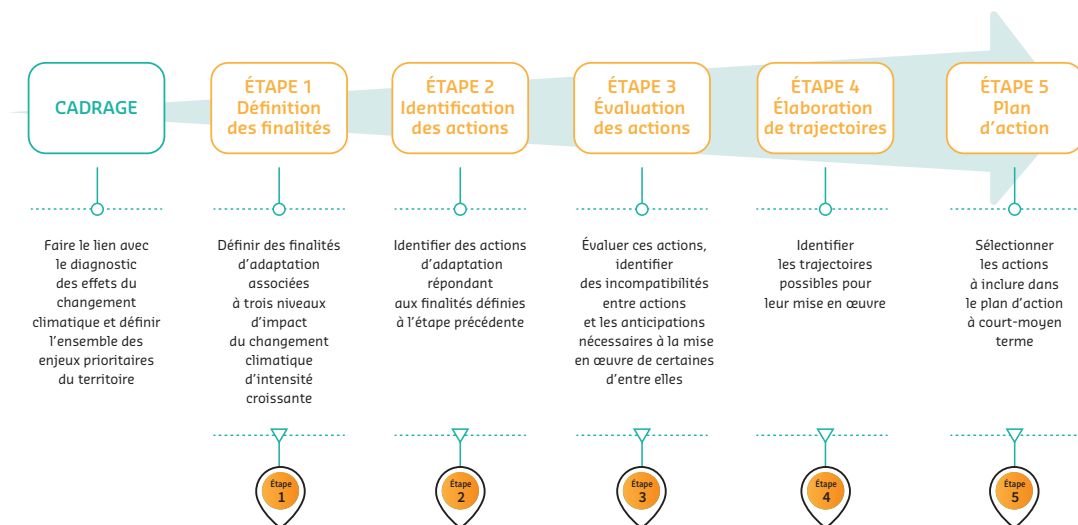 CADRAGE
ÉTAPE 1
Définition
des finalités
ÉTAPE 2
Identification
des actions
ÉTAPE 3
Évaluation
des actions
ÉTAPE 4
Élaboration
de trajectoires
ÉTAPE 5
Plan
d'action
Faire le lien avec
le diagnostic
des effets du
changement
climatique et définir
l'ensemble des
enjeux prioritaires
du territoire
Définir des finalités
d'adaptation
associées
à trois niveaux
d'impact
du changement
climatique
d'intensité
croissante
Identifier des actions
d'adaptation
répondant
aux finalités définies
à l'étape précédente
Évaluer ces actions,
identifier
des incompatibilités
entre actions
et les anticipations
nécessaires à la mise
en œuvre de certaines
d'entre elles
Identifier
les trajectoires
possibles pour
leur mise en œuvre
Sélectionner
les actions
à inclure dans
le plan d'action
à court-moyen
terme
Étape
1
Étape
2
Étape
3
Étape
4
Étape
5